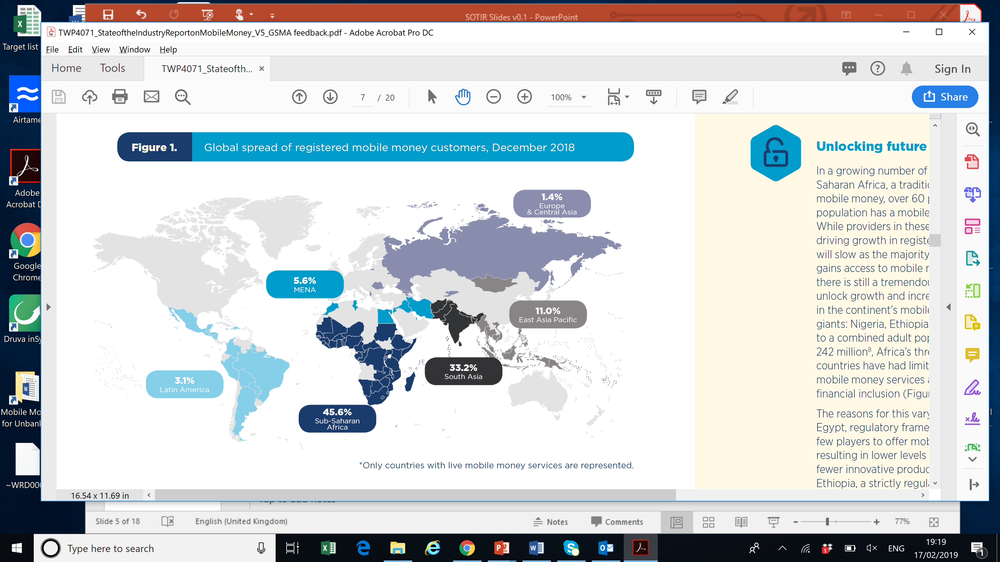 Target list
Airtame
Adobe
Acrobat D
Google
Chrome
Druva inSy
Mobile Mo
for Unban
~WRD000
SOTIR Slides v0.1 - PowerPoint
TWP4071_StateoftheIndustryReportonMobileMoney_V5_GSMA feedback.pdf - Adobe Acrobat Pro DC
File Edit View Window Help
Home Tools TWP4071_Stateofth... × Sign In
7 / 20 100% Share
Figure 1. Global spread of registered mobile money customers, December 2018
1.4%
Europe
& Central Asia
5.6%
MENA
11.0%
East Asia Pacific
33.2%
South Asia
3.1%
Latin America
45.6%
Sub-Saharan
Africa
*Only countries with live mobile money services are represented.
Unlocking future
In a growing number of
Saharan Africa, a traditio
mobile money, over 60
population has a mobile
While providers in these
driving growth in registe
will slow as the majority
gains access to mobile
there is still a tremendou
unlock growth and incre
in the continent's mobile
giants: Nigeria, Ethiopia
to a combined adult pop
242 million8, Africa's thre
countries have had limit
mobile money services
financial inclusion (Figur
The reasons for this vary
Egypt, regulatory frame
few players to offer mob
resulting in lower levels
fewer innovative produc
Ethiopia, a strictly regula
16.54 x 11.69 in
Slide 5 of 18 English (United Kingdom) Notes Comments 77%
Type here to search
ENG
19:19
17/02/2019
1